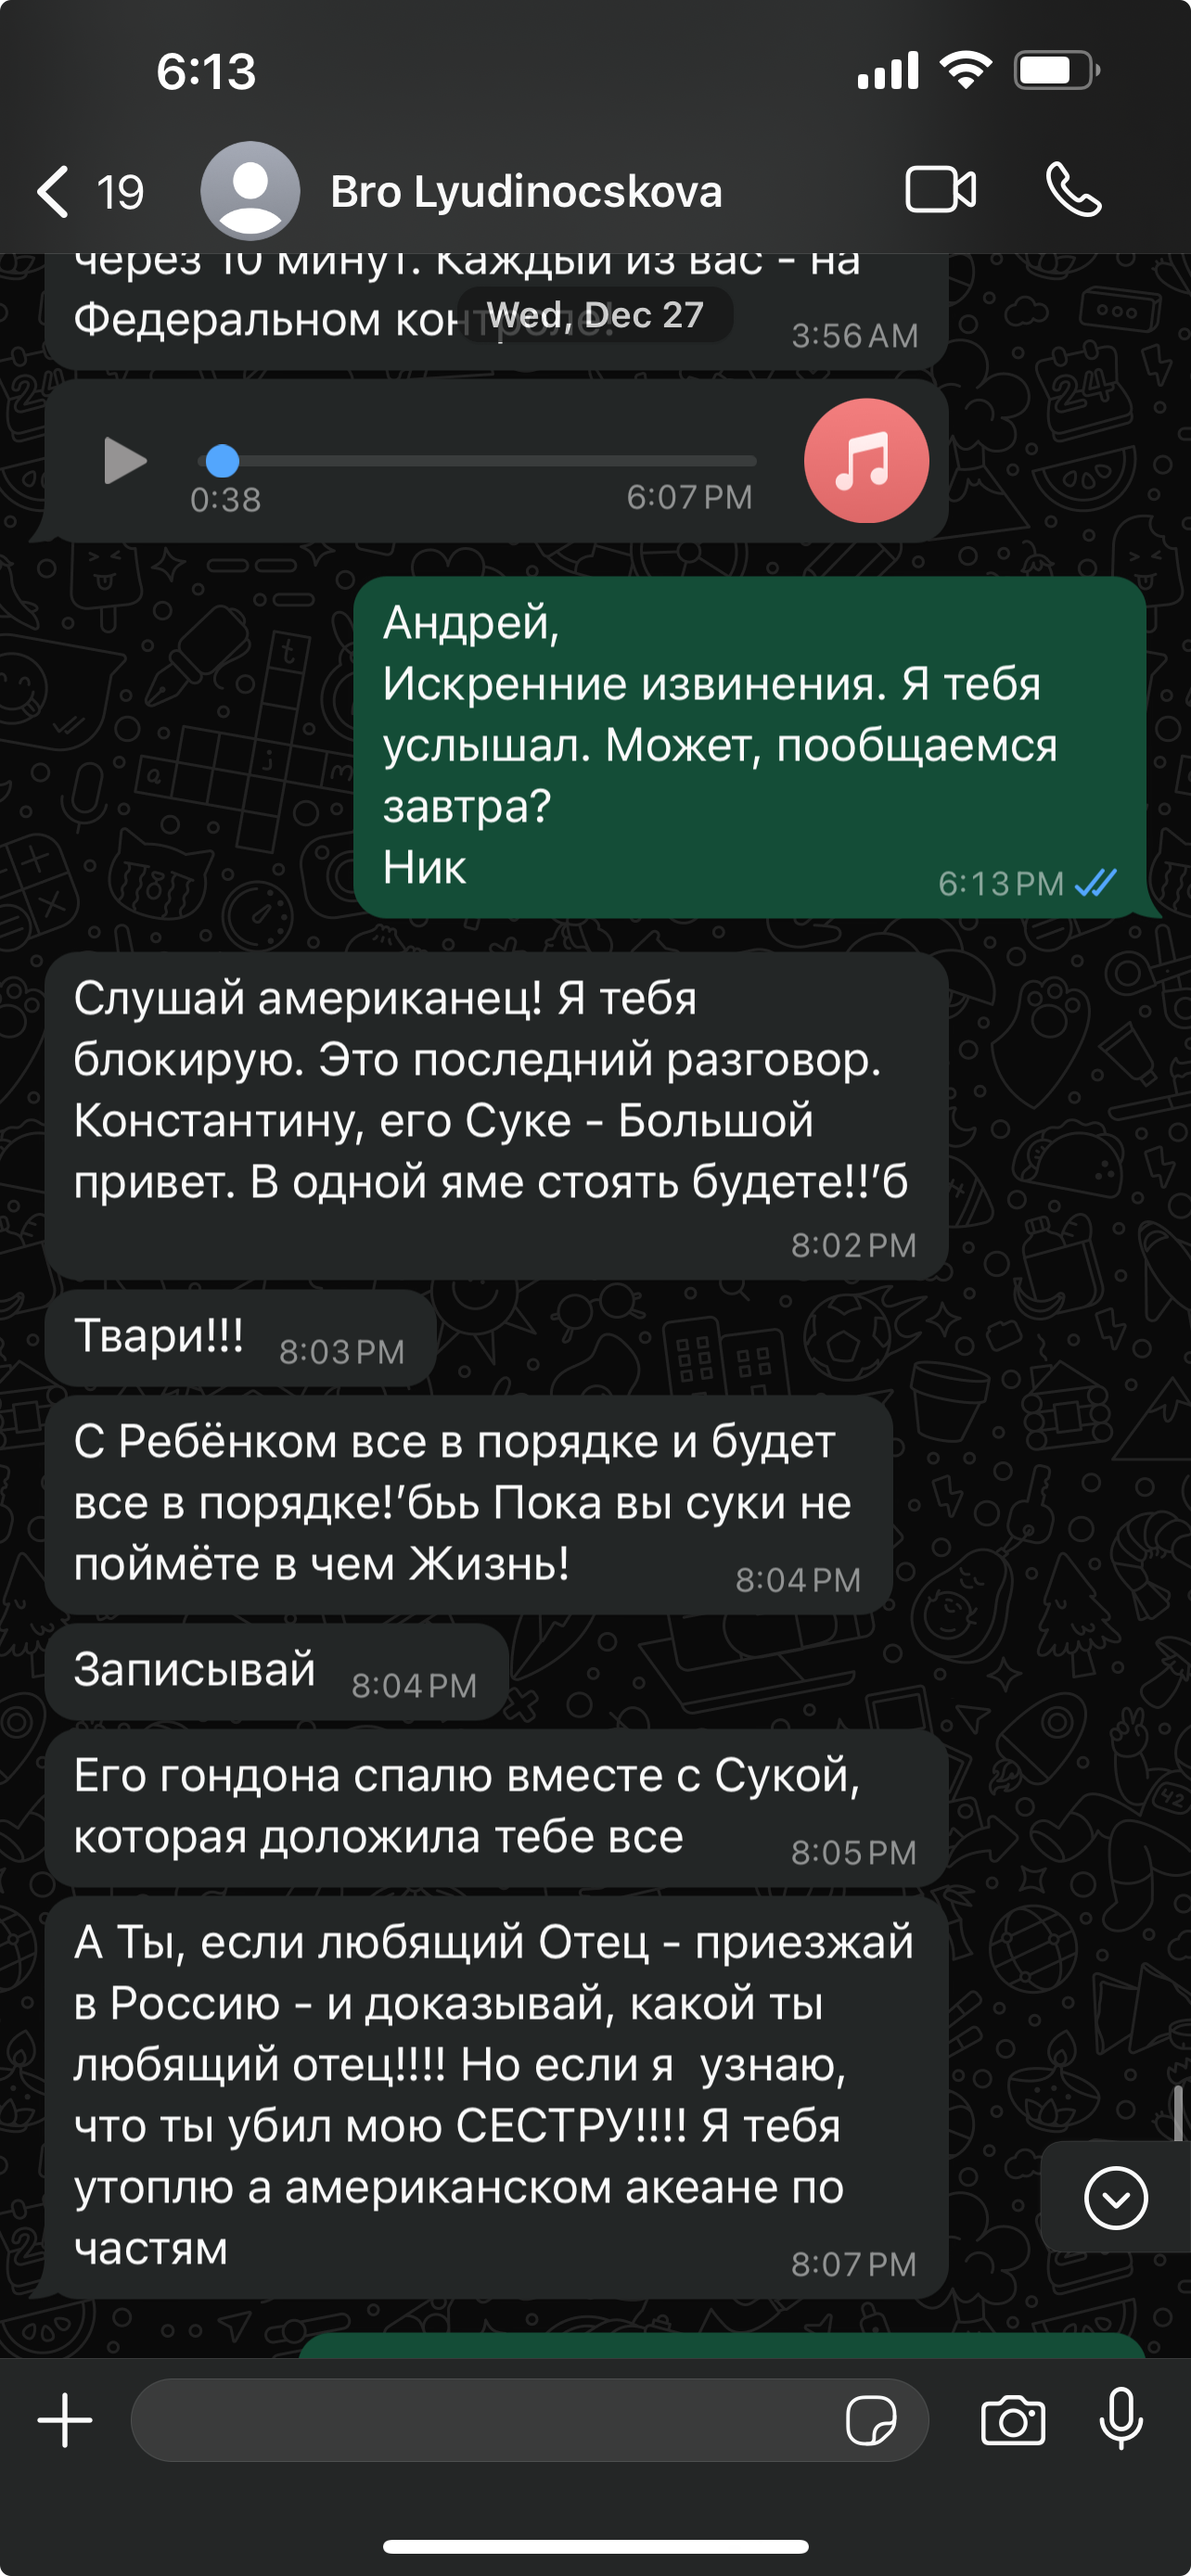 6:13
19
Bro Lyudinocskova
через 10 минут. Каждый из вас - на
Федеральном контроле!
3:56 AM
Wed, Dec 27
0:38
6:07 PM
Андрей,
Искренние извинения. Я тебя
услышал. Может, пообщаемся
завтра?
Ник
6:13 PM
Слушай американец! Я тебя
блокирую. Это последний разговор.
Константину, его Суке - Большой
привет. В одной яме стоять будете!!’б
8:02 PM
Твари!!!
8:03 PM
С Ребёнком все в порядке и будет
все в порядке!’бьь Пока вы суки не
поймёте в чем Жизнь!
8:04 PM
Записывай
8:04 PM
Его гондона спалю вместе с Сукой,
которая доложила тебе все
8:05 PM
А Ты, если любящий Отец - приезжай
в Россию - и доказывай, какой ты
любящий отец!!!! Но если я  узнаю,
что ты убил мою СЕСТРУ!!!! Я тебя
утоплю а американском акеане по
частям
8:07 PM